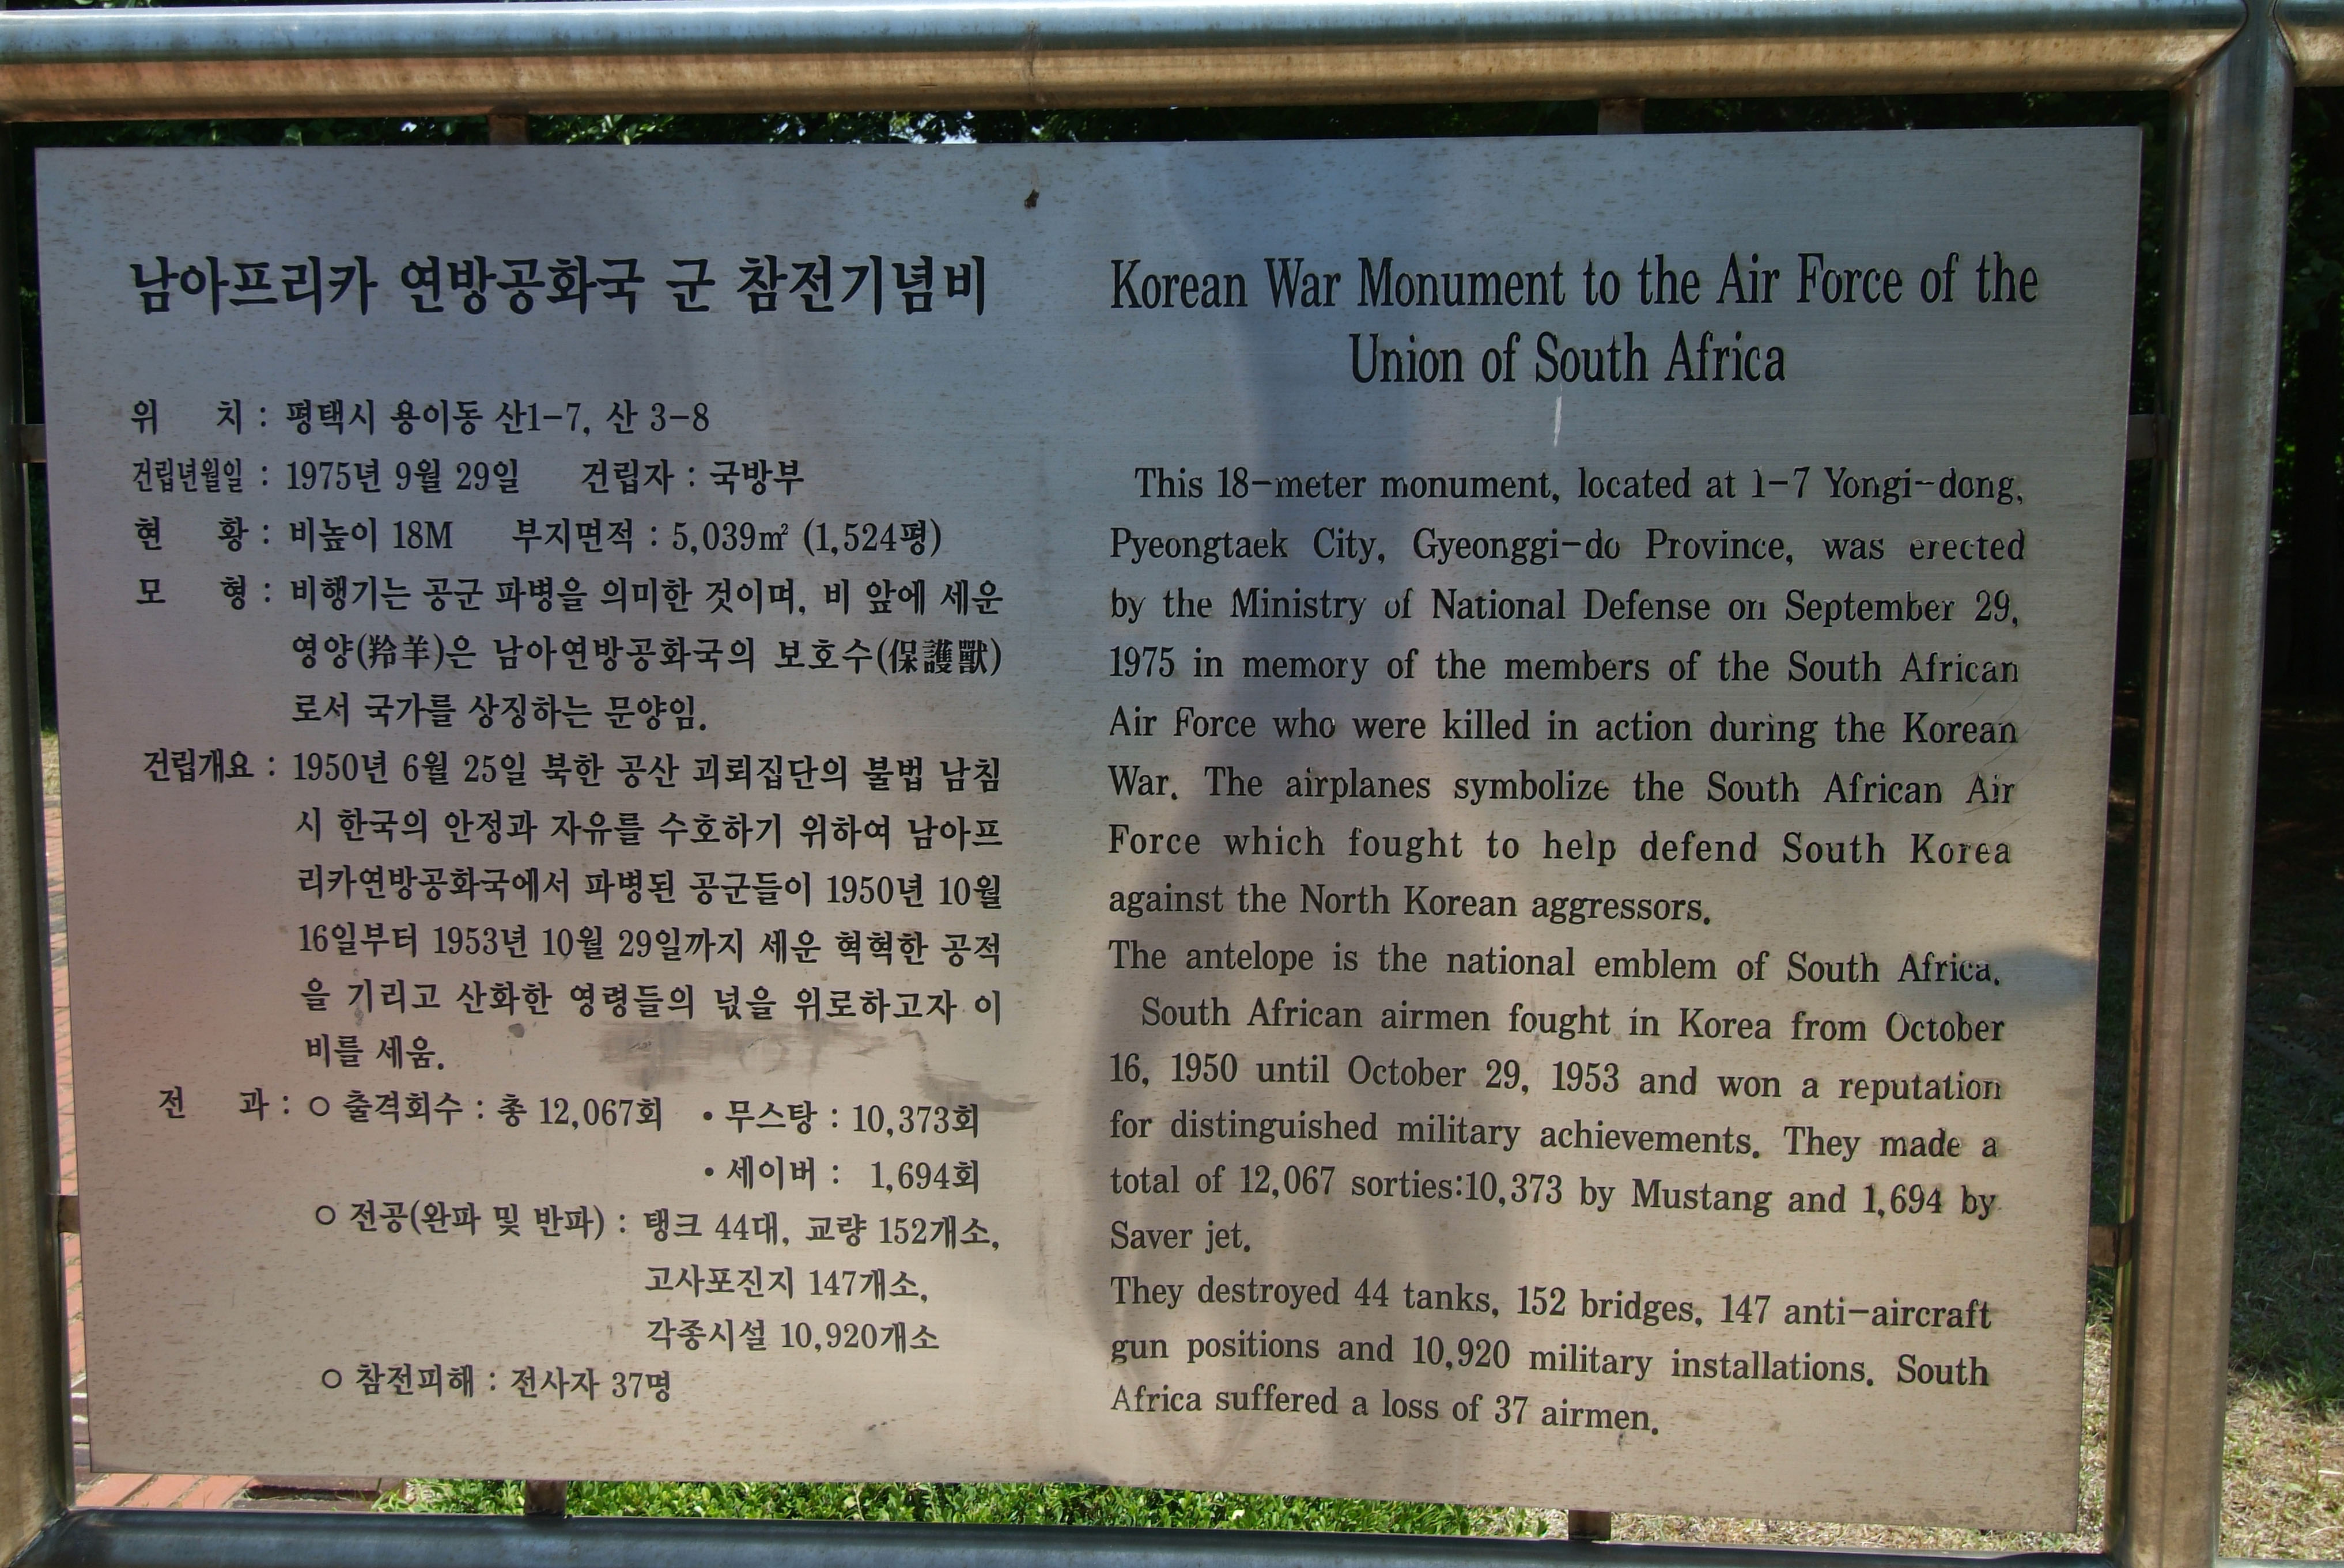 남아프리카 연방공화국 군 참전기념비
위 치 : 평택시 용이동 산1-7, 산 3-8
건립년월일 : 1975년 9월 29일 건립자 : 국방부
현 황 : 비높이 18M 부지면적 : 5,039㎡ (1,524평)
모 형 : 비행기는 공군 파병을 의미한 것이며, 비 앞에 세운
영양(羚羊)은 남아연방공화국의 보호수(保護獸)
로서 국가를 상징하는 문양임.
건립개요 : 1950년 6월 25일 북한 공산 괴뢰집단의 불법 남침
시 한국의 안정과 자유를 수호하기 위하여 남아프
리카연방공화국에서 파병된 공군들이 1950년 10월
16일부터 1953년 10월 29일까지 세운 혁혁한 공적
을 기리고 산화한 영령들의 넋을 위로하고자 이
비를 세움.
전 과 : ○ 출격회수 : 총 12,067회 • 무스탕 : 10,373회
• 세이버 : 1,694회
○ 전공(완파 및 반파) : 탱크 44대, 교량 152개소,
고사포진지 147개소,
각종시설 10,920개소
○ 참전피해 : 전사자 37명
Korean War Monument to the Air Force of the
Union of South Africa
This 18-meter monument, located at 1-7 Yongi-dong,
Pyeongtaek City, Gyeonggi-do Province, was erected
by the Ministry of National Defense on September 29,
1975 in memory of the members of the South African
Air Force who were killed in action during the Korean
War. The airplanes symbolize the South African Air
Force which fought to help defend South Korea
against the North Korean aggressors.
The antelope is the national emblem of South Africa.
South African airmen fought in Korea from October
16, 1950 until October 29, 1953 and won a reputation
for distinguished military achievements. They made a
total of 12,067 sorties:10,373 by Mustang and 1,694 by
Saver jet.
They destroyed 44 tanks, 152 bridges, 147 anti-aircraft
gun positions and 10,920 military installations. South
Africa suffered a loss of 37 airmen.